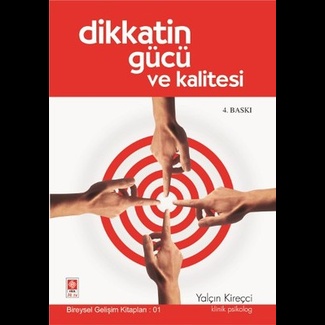 dikkatin
gücü
ve kalitesi
4. BASKI
Yalçın Kireçci
Bireysel Gelişim Kitapları : 01
klinik psikolog